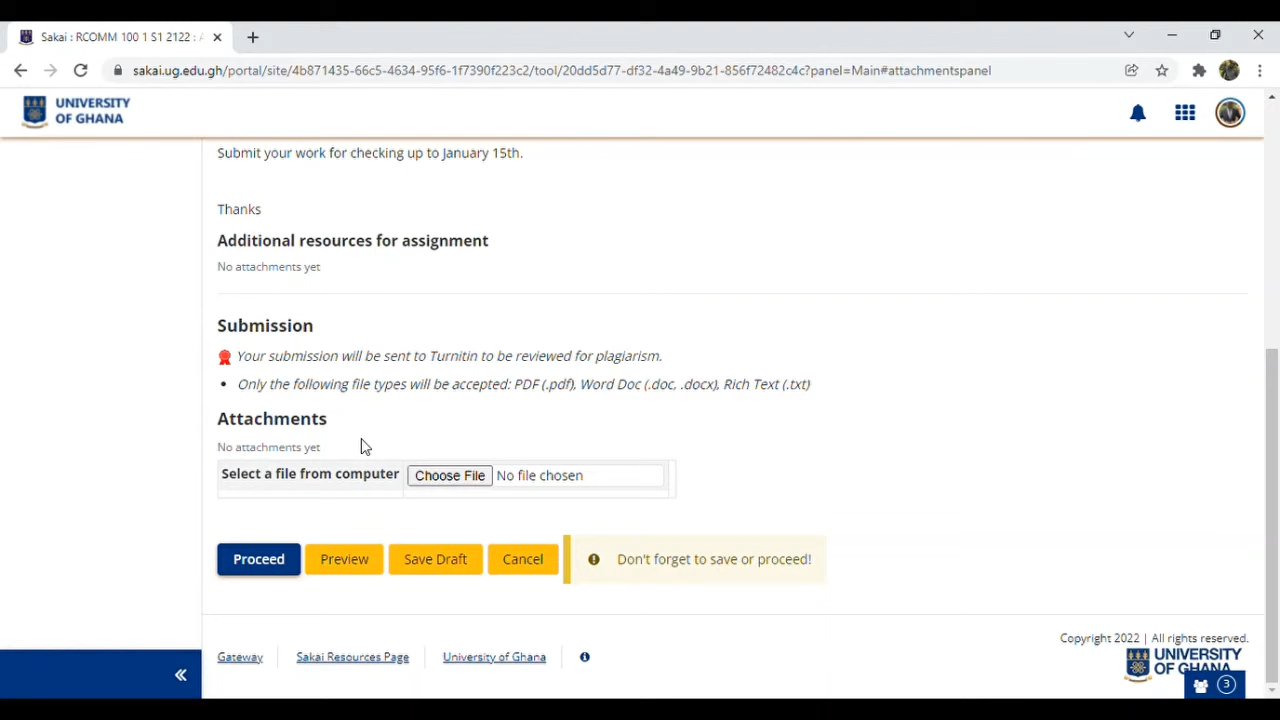 Sakai : RCOMM 100 1 S1 2122 : A
sakai.ug.edu.gh/portal/site/4b871435-66c5-4634-95f6-1f7390f223c2/tool/20dd5d77-df32-4a49-9b21-856f72482c4c?panel=Main#attachmentspanel
UNIVERSITY
OF GHANA
Submit your work for checking up to January 15th.
Thanks
Additional resources for assignment
No attachments yet
Submission
Your submission will be sent to Turnitin to be reviewed for plagiarism.
• Only the following file types will be accepted: PDF (.pdf), Word Doc (.doc, .docx), Rich Text (.txt)
Attachments
No attachments yet
Select a file from computer Choose File No file chosen
Proceed Preview Save Draft Cancel Don't forget to save or proceed!
Copyright 2022 | All rights reserved.
Gateway Sakai Resources Page University of Ghana
UNIVERSITY
OF GHANA
3